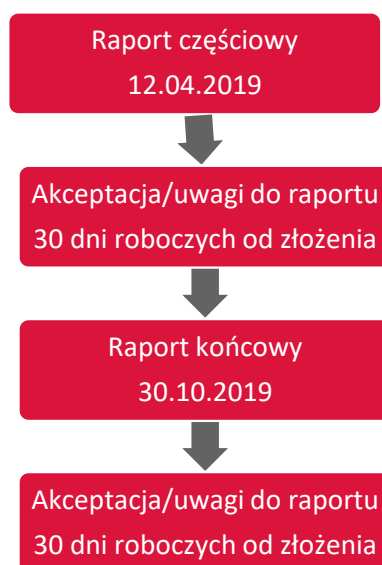 Raport częściowy
12.04.2019
Akceptacja/uwagi do raportu
30 dni roboczych od złożenia
Raport końcowy
30.10.2019
Akceptacja/uwagi do raportu
30 dni roboczych od złożenia